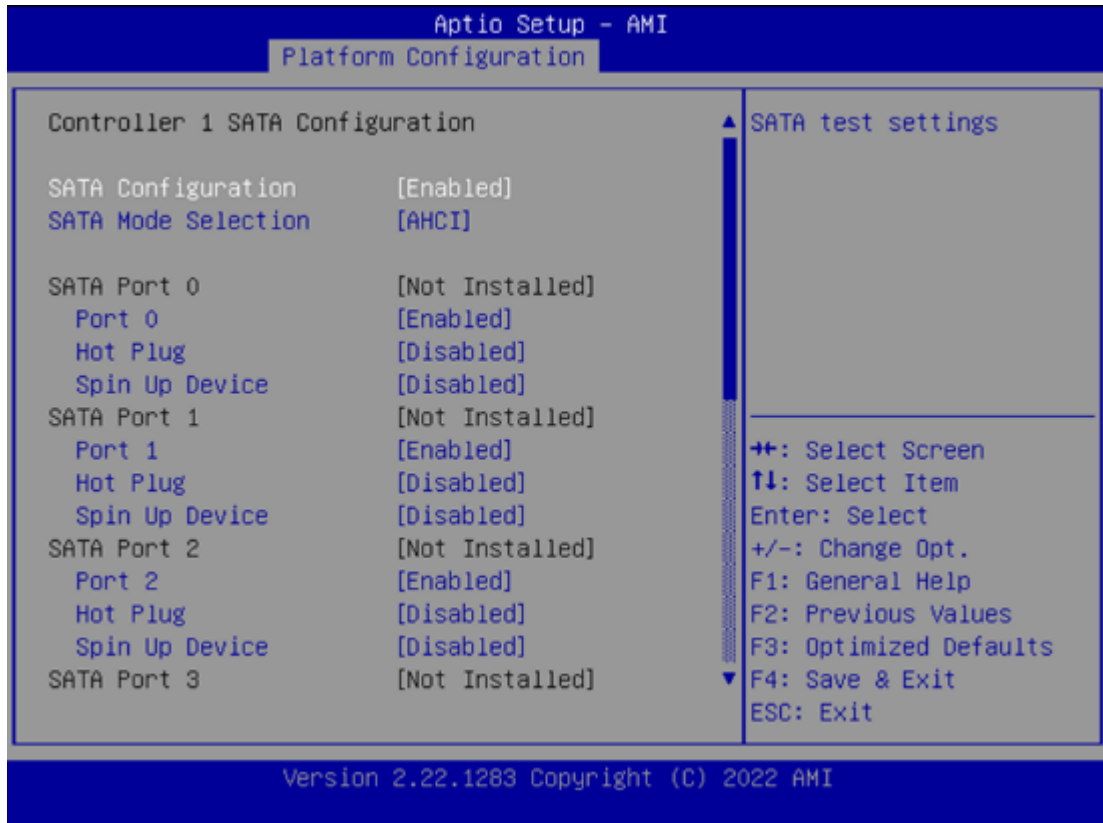 Aptio Setup – AMI
Platform Configuration
Controller 1 SATA Configuration
SATA Configuration [Enabled]
SATA Mode Selection [AHCI]
SATA Port 0 [Not Installed]
Port 0 [Enabled]
Hot Plug [Disabled]
Spin Up Device [Disabled]
SATA Port 1 [Not Installed]
Port 1 [Enabled]
Hot Plug [Disabled]
Spin Up Device [Disabled]
SATA Port 2 [Not Installed]
Port 2 [Enabled]
Hot Plug [Disabled]
Spin Up Device [Disabled]
SATA Port 3 [Not Installed]
SATA test settings
→←: Select Screen
↑↓: Select Item
Enter: Select
+/-: Change Opt.
F1: General Help
F2: Previous Values
F3: Optimized Defaults
F4: Save & Exit
ESC: Exit
Version 2.22.1283 Copyright (C) 2022 AMI